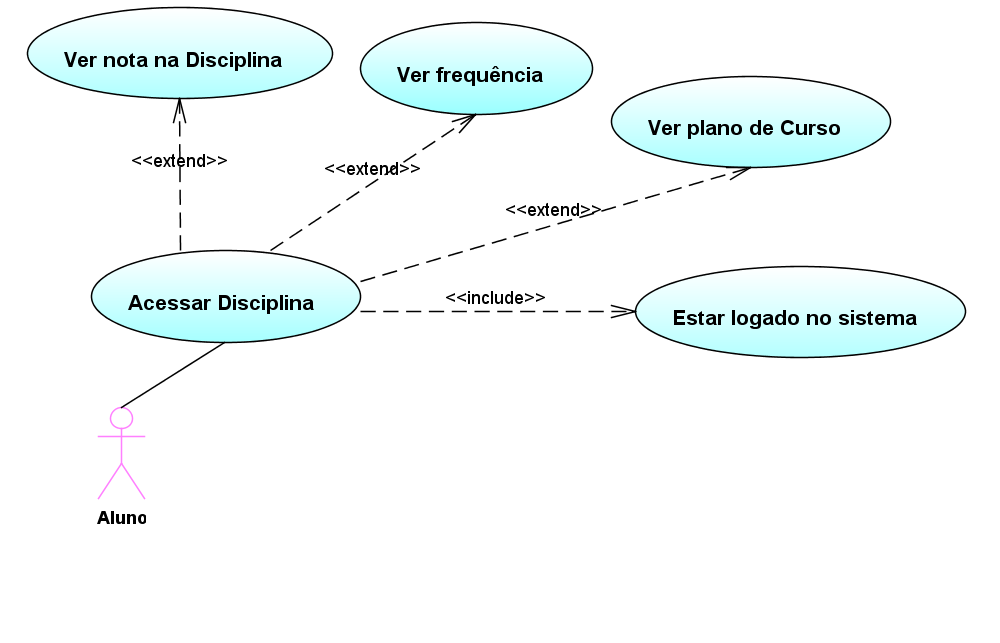 Ver nota na Disciplina
Ver frequência
Ver plano de Curso
<<extend>>
<<extend>>
<<extend>>
Acessar Disciplina
<<include>>
Estar logado no sistema
Aluno